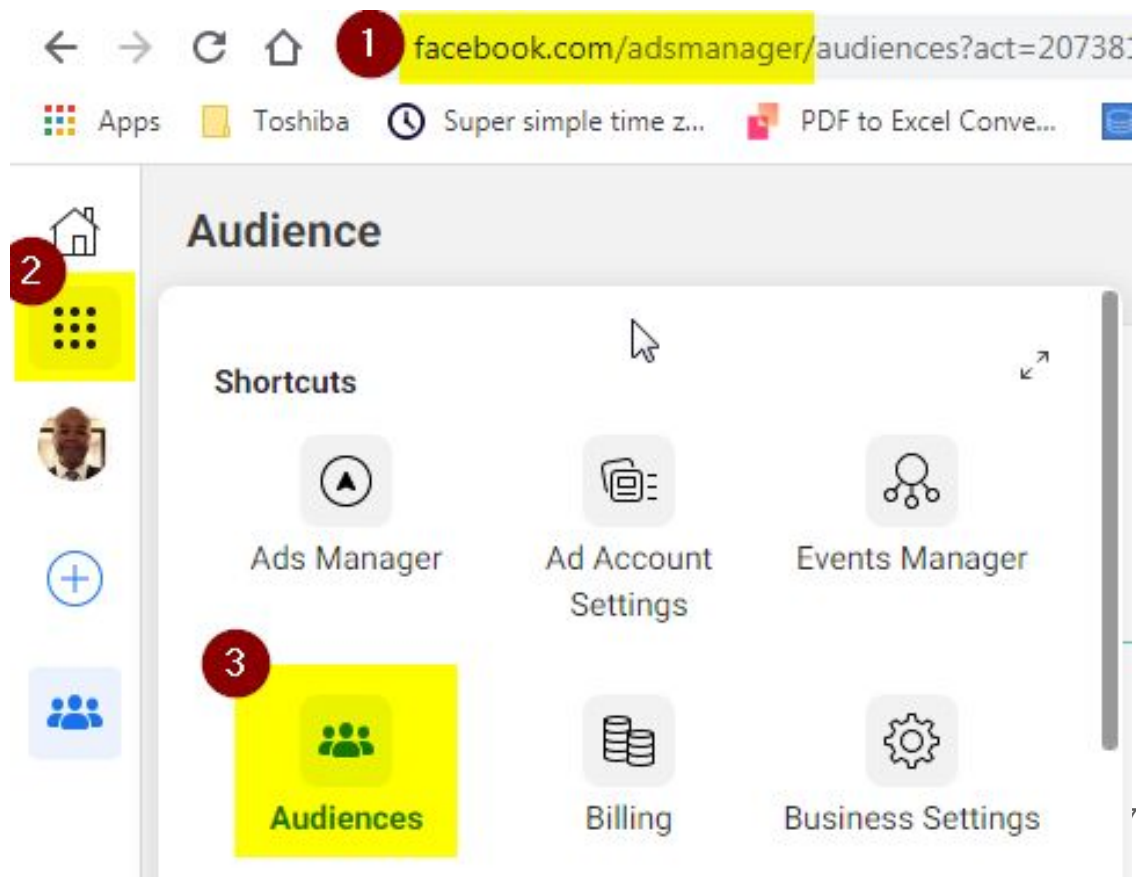 1 facebook.com/adsmanager/audiences?act=20738
Apps Toshiba Super simple time z... PDF to Excel Conve...
Audience
2
Shortcuts
Ads Manager Ad Account Settings Events Manager
3
Audiences Billing Business Settings